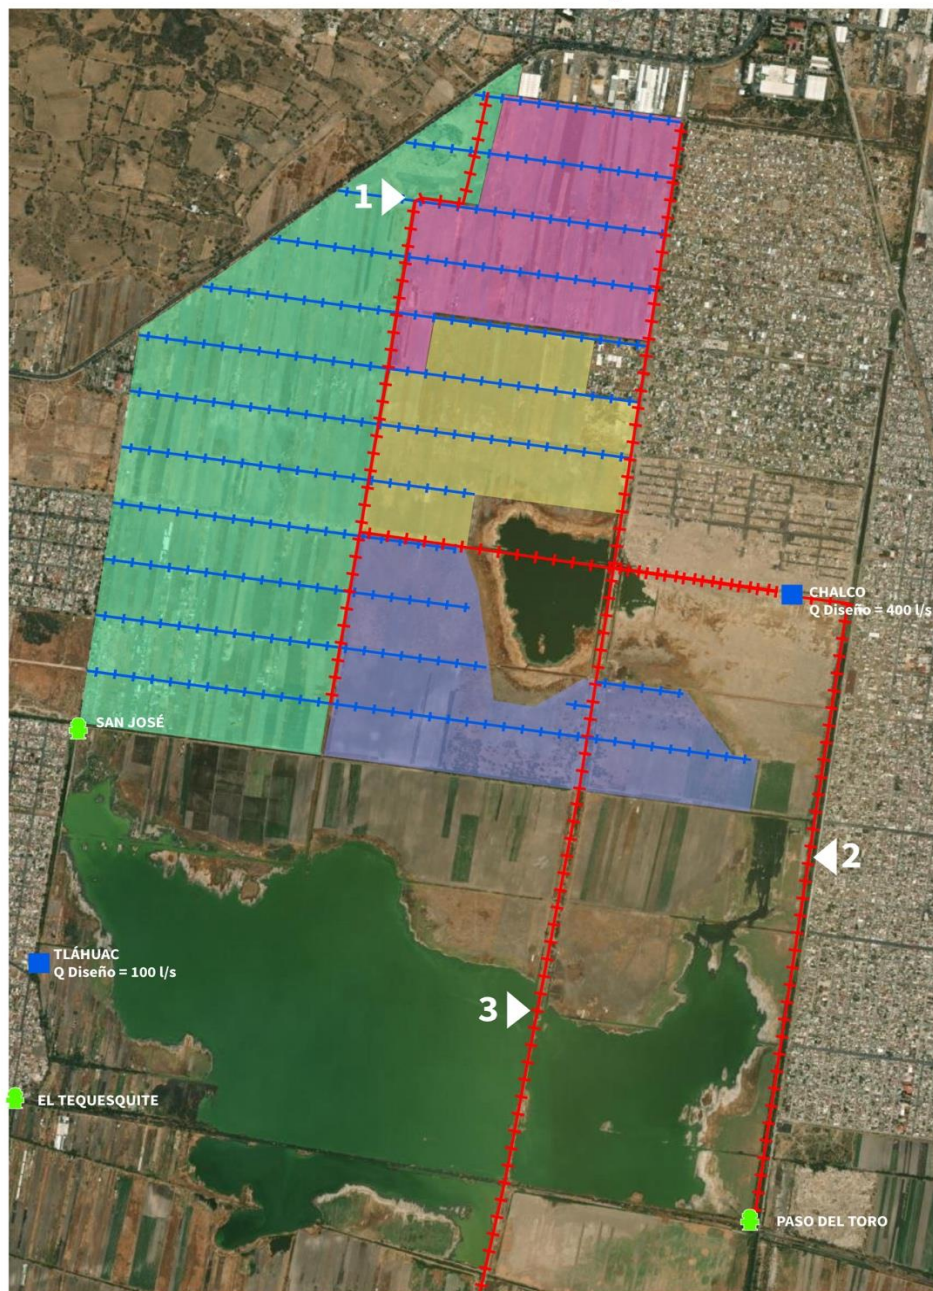 1
CHALCO
Q Diseño = 400 l/s
SAN JOSÉ
2
TLÁHUAC
Q Diseño = 100 l/s
3
EL TEQUESQUITE
PASO DEL TORO